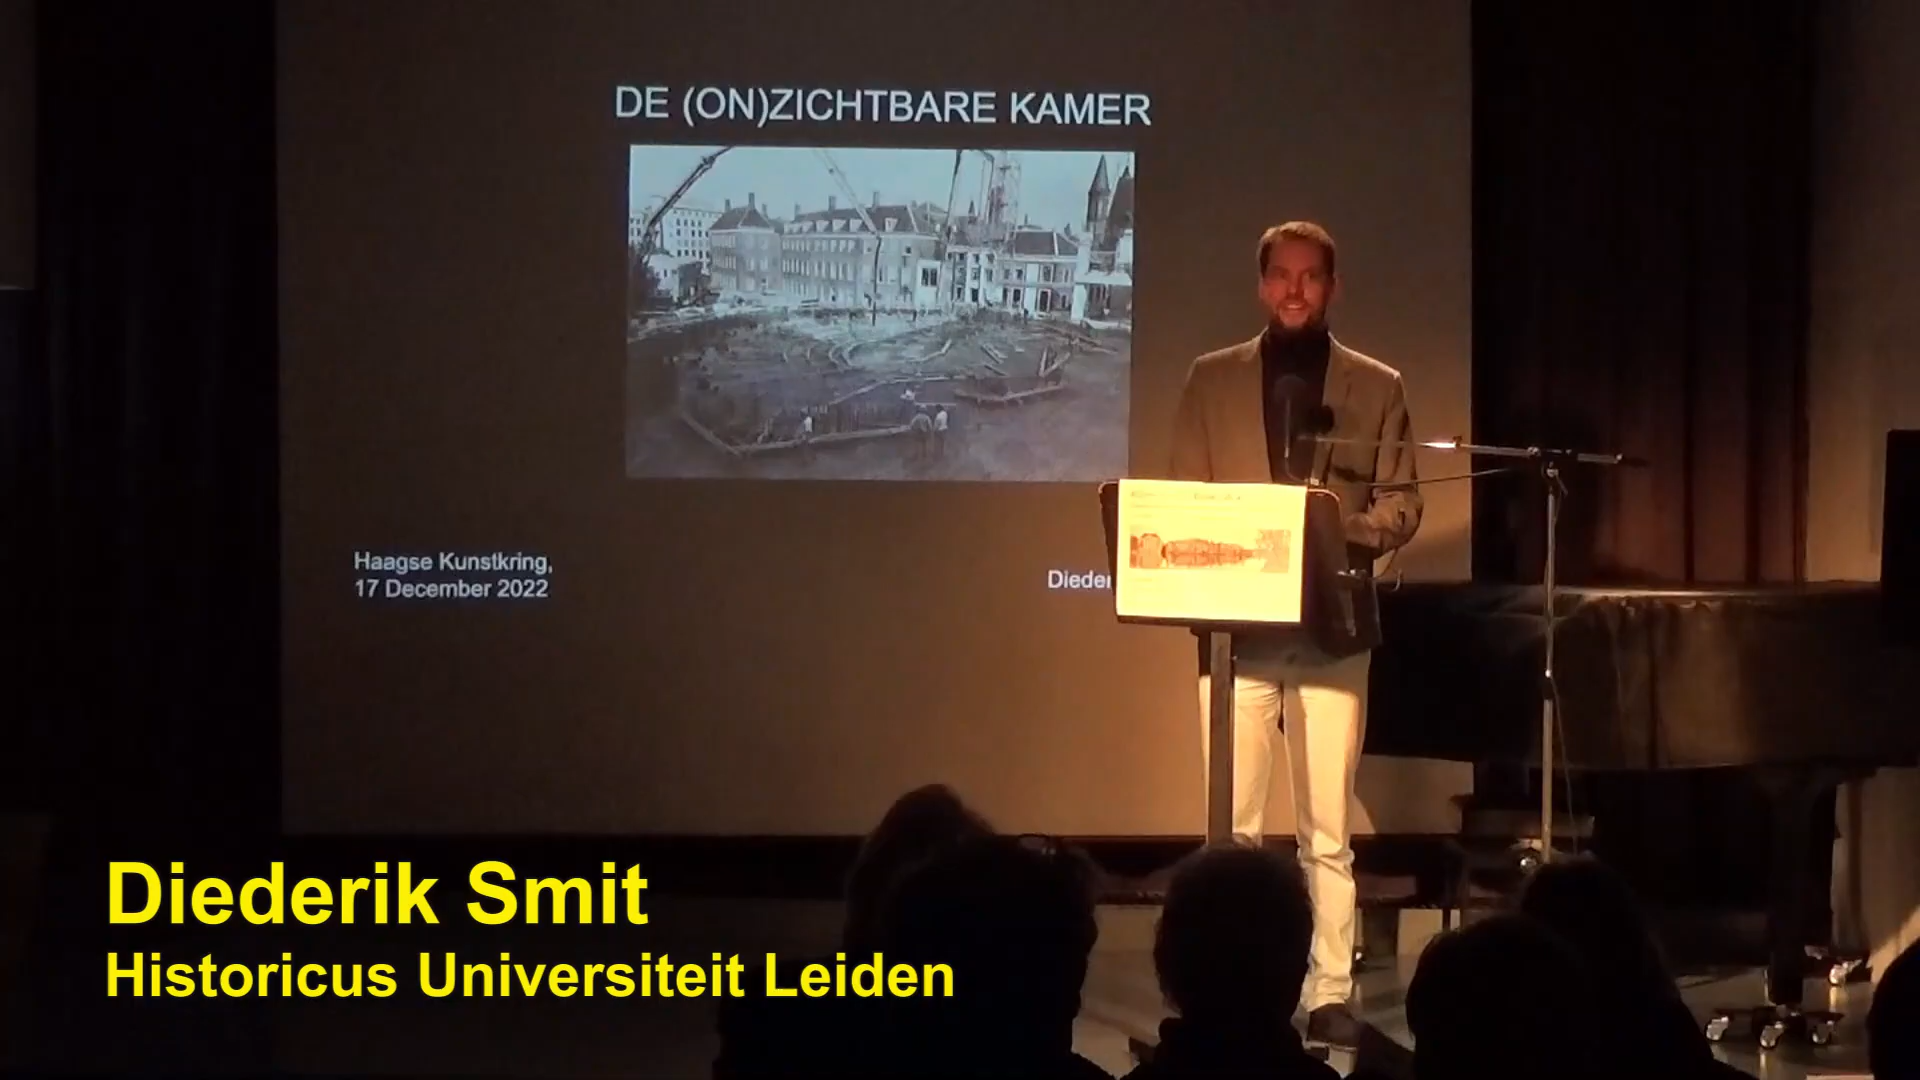 DE (ON)ZICHTBARE KAMER
Haagse Kunstkring,
17 December 2022
Dieder
Diederik Smit
Historicus Universiteit Leiden